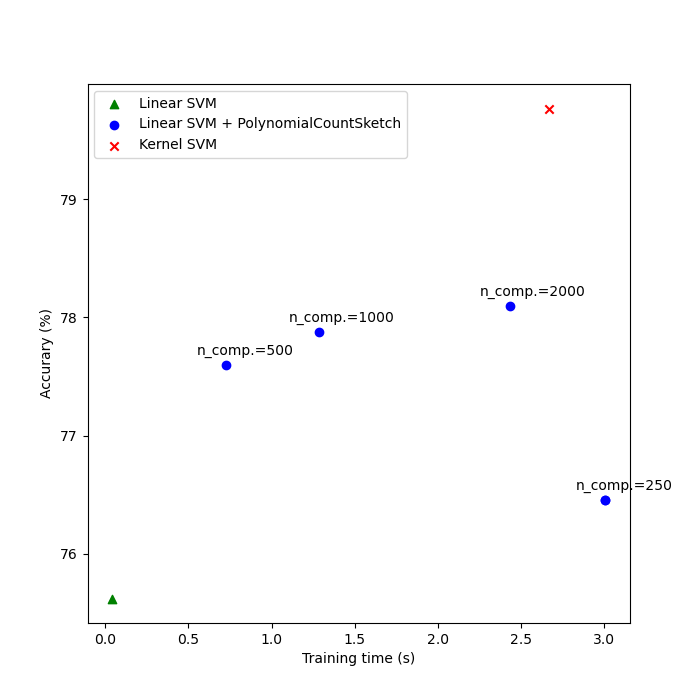 Linear SVM
Linear SVM + PolynomialCountSketch
Kernel SVM
79
n_comp.=2000
n_comp.=1000
78
n_comp.=500
Accurary (%)
77
n_comp.=250
76
0.0 0.5 1.0 1.5 2.0 2.5 3.0
Training time (s)